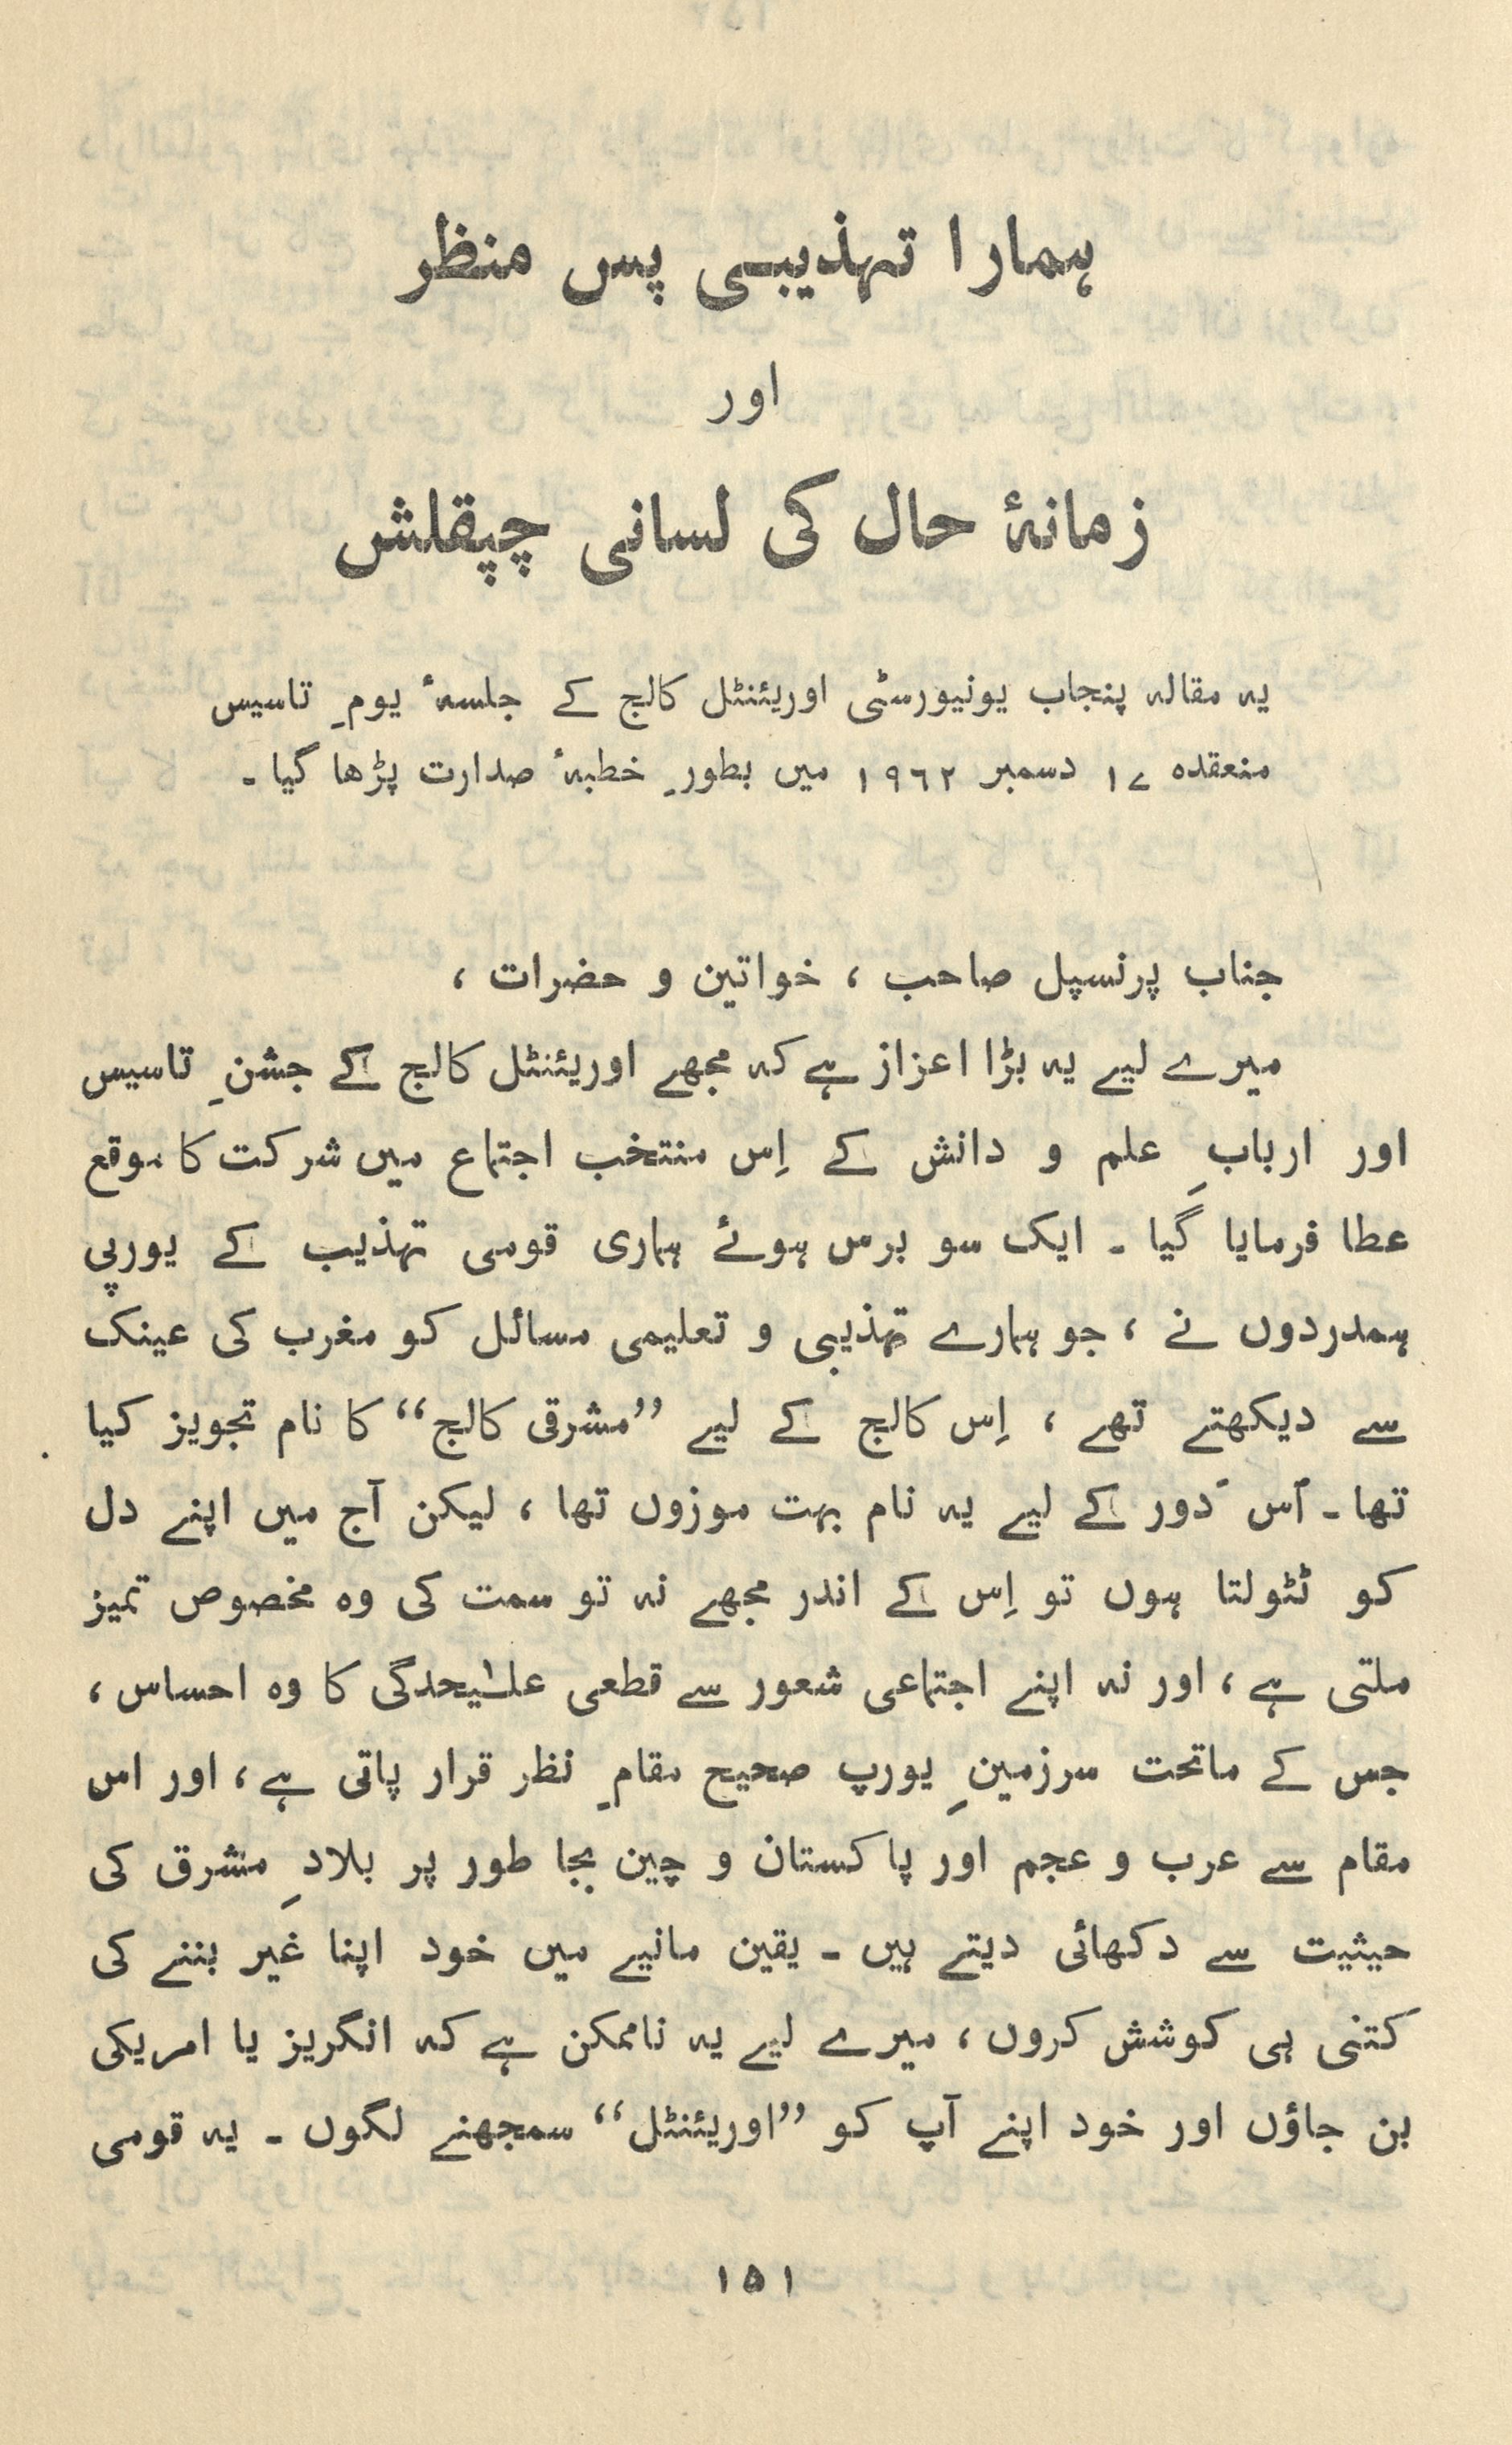 ہمارا تہذیبی پس منظر
اور
زمانۂ حال کی لسانی چپقلش
یہ مقالہ پنجاب یونیورسٹی اوریئنٹل کالج کے جلسۂ یومِ تاسیس
منعقدہ ۱۷ دسمبر ۱۹۶۲ میں بطورِ خطبۂ صدارت پڑھا گیا ۔
جناب پرنسپل صاحب ، خواتین و حضرات ،
میرے لیے یہ بڑا اعزاز ہے کہ مجھے اوریئنٹل کالج کے جشنِ تاسیس
اور اربابِ علم و دانش کے اِس منتخب اجتماع میں شرکت کا موقع
عطا فرمایا گیا ۔ ایک سو برس ہوئے ہماری قومی تہذیب کے یورپی
ہمدردوں نے ، جو ہمارے تہذیبی و تعلیمی مسائل کو مغرب کی عینک
سے دیکھتے تھے ، اِس کالج کے لیے ”مشرقی کالج“ کا نام تجویز کیا
تھا ۔ اُس دَور کے لیے یہ نام بہت موزوں تھا ، لیکن آج میں اپنے دل
کو ٹٹولتا ہوں تو اِس کے اندر مجھے نہ تو سمت کی وہ مخصوص تمیز
ملتی ہے ، اور نہ اپنے اجتماعی شعور سے قطعی علیٰحدگی کا وہ احساس ،
جس کے ماتحت سرزمینِ یورپ صحیح مقامِ نظر قرار پاتی ہے ، اور اس
مقام سے عرب و عجم اور پاکستان و چین بجا طور پر بلادِ مشرق کی
حیثیت سے دکھائی دیتے ہیں ۔ یقین مانیے میں خود اپنا غیر بننے کی
کتنی ہی کوشش کروں ، میرے لیے یہ ناممکن ہے کہ انگریز یا امریکی
بن جاؤں اور خود اپنے آپ کو ”اوریئنٹل“ سمجھنے لگوں ۔ یہ قومی
۱۵۱